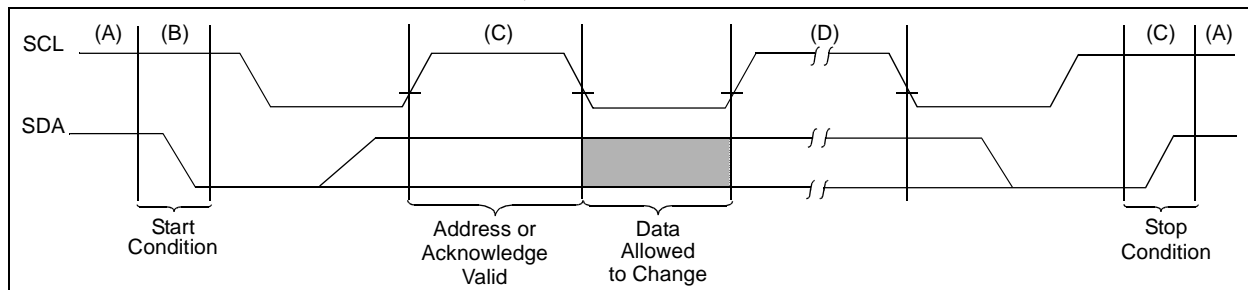 (A) (B) (C) (D) (C) (A)
SCL
SDA
Start
Condition
Address or
Acknowledge
Valid
Data
Allowed
to Change
Stop
Condition